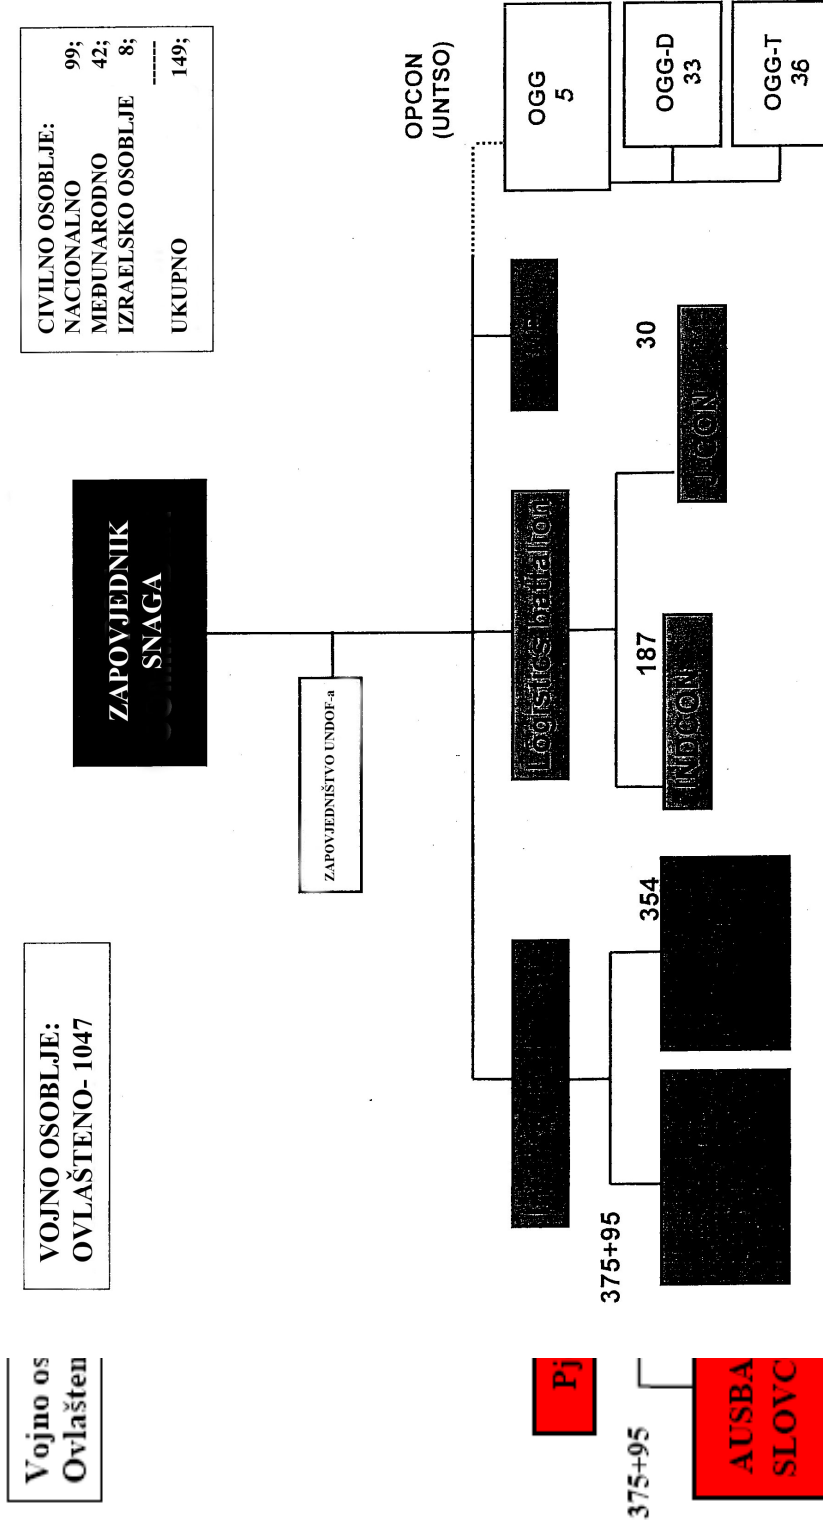 VOJNO OSOBLJE:
OVLAŠTENO- 1047
ZAPOVJEDNIK
SNAGA
CIVILNO OSOBLJE:
NACIONALNO 99;
MEĐUNARODNO 42;
IZRAELSKO OSOBLJE 8;
------
UKUPNO 149;
ZAPOVJEDNIŠTVO UNDOF-a
OPCON
(UNTSO)
Logistics battalion
OGG
5
OGG-D
33
OGG-T
36
375+95
354
187
30
INDCON
J CON
Vojno os
Ovlašten
Pj
375+95
AUSBA
SLOVC